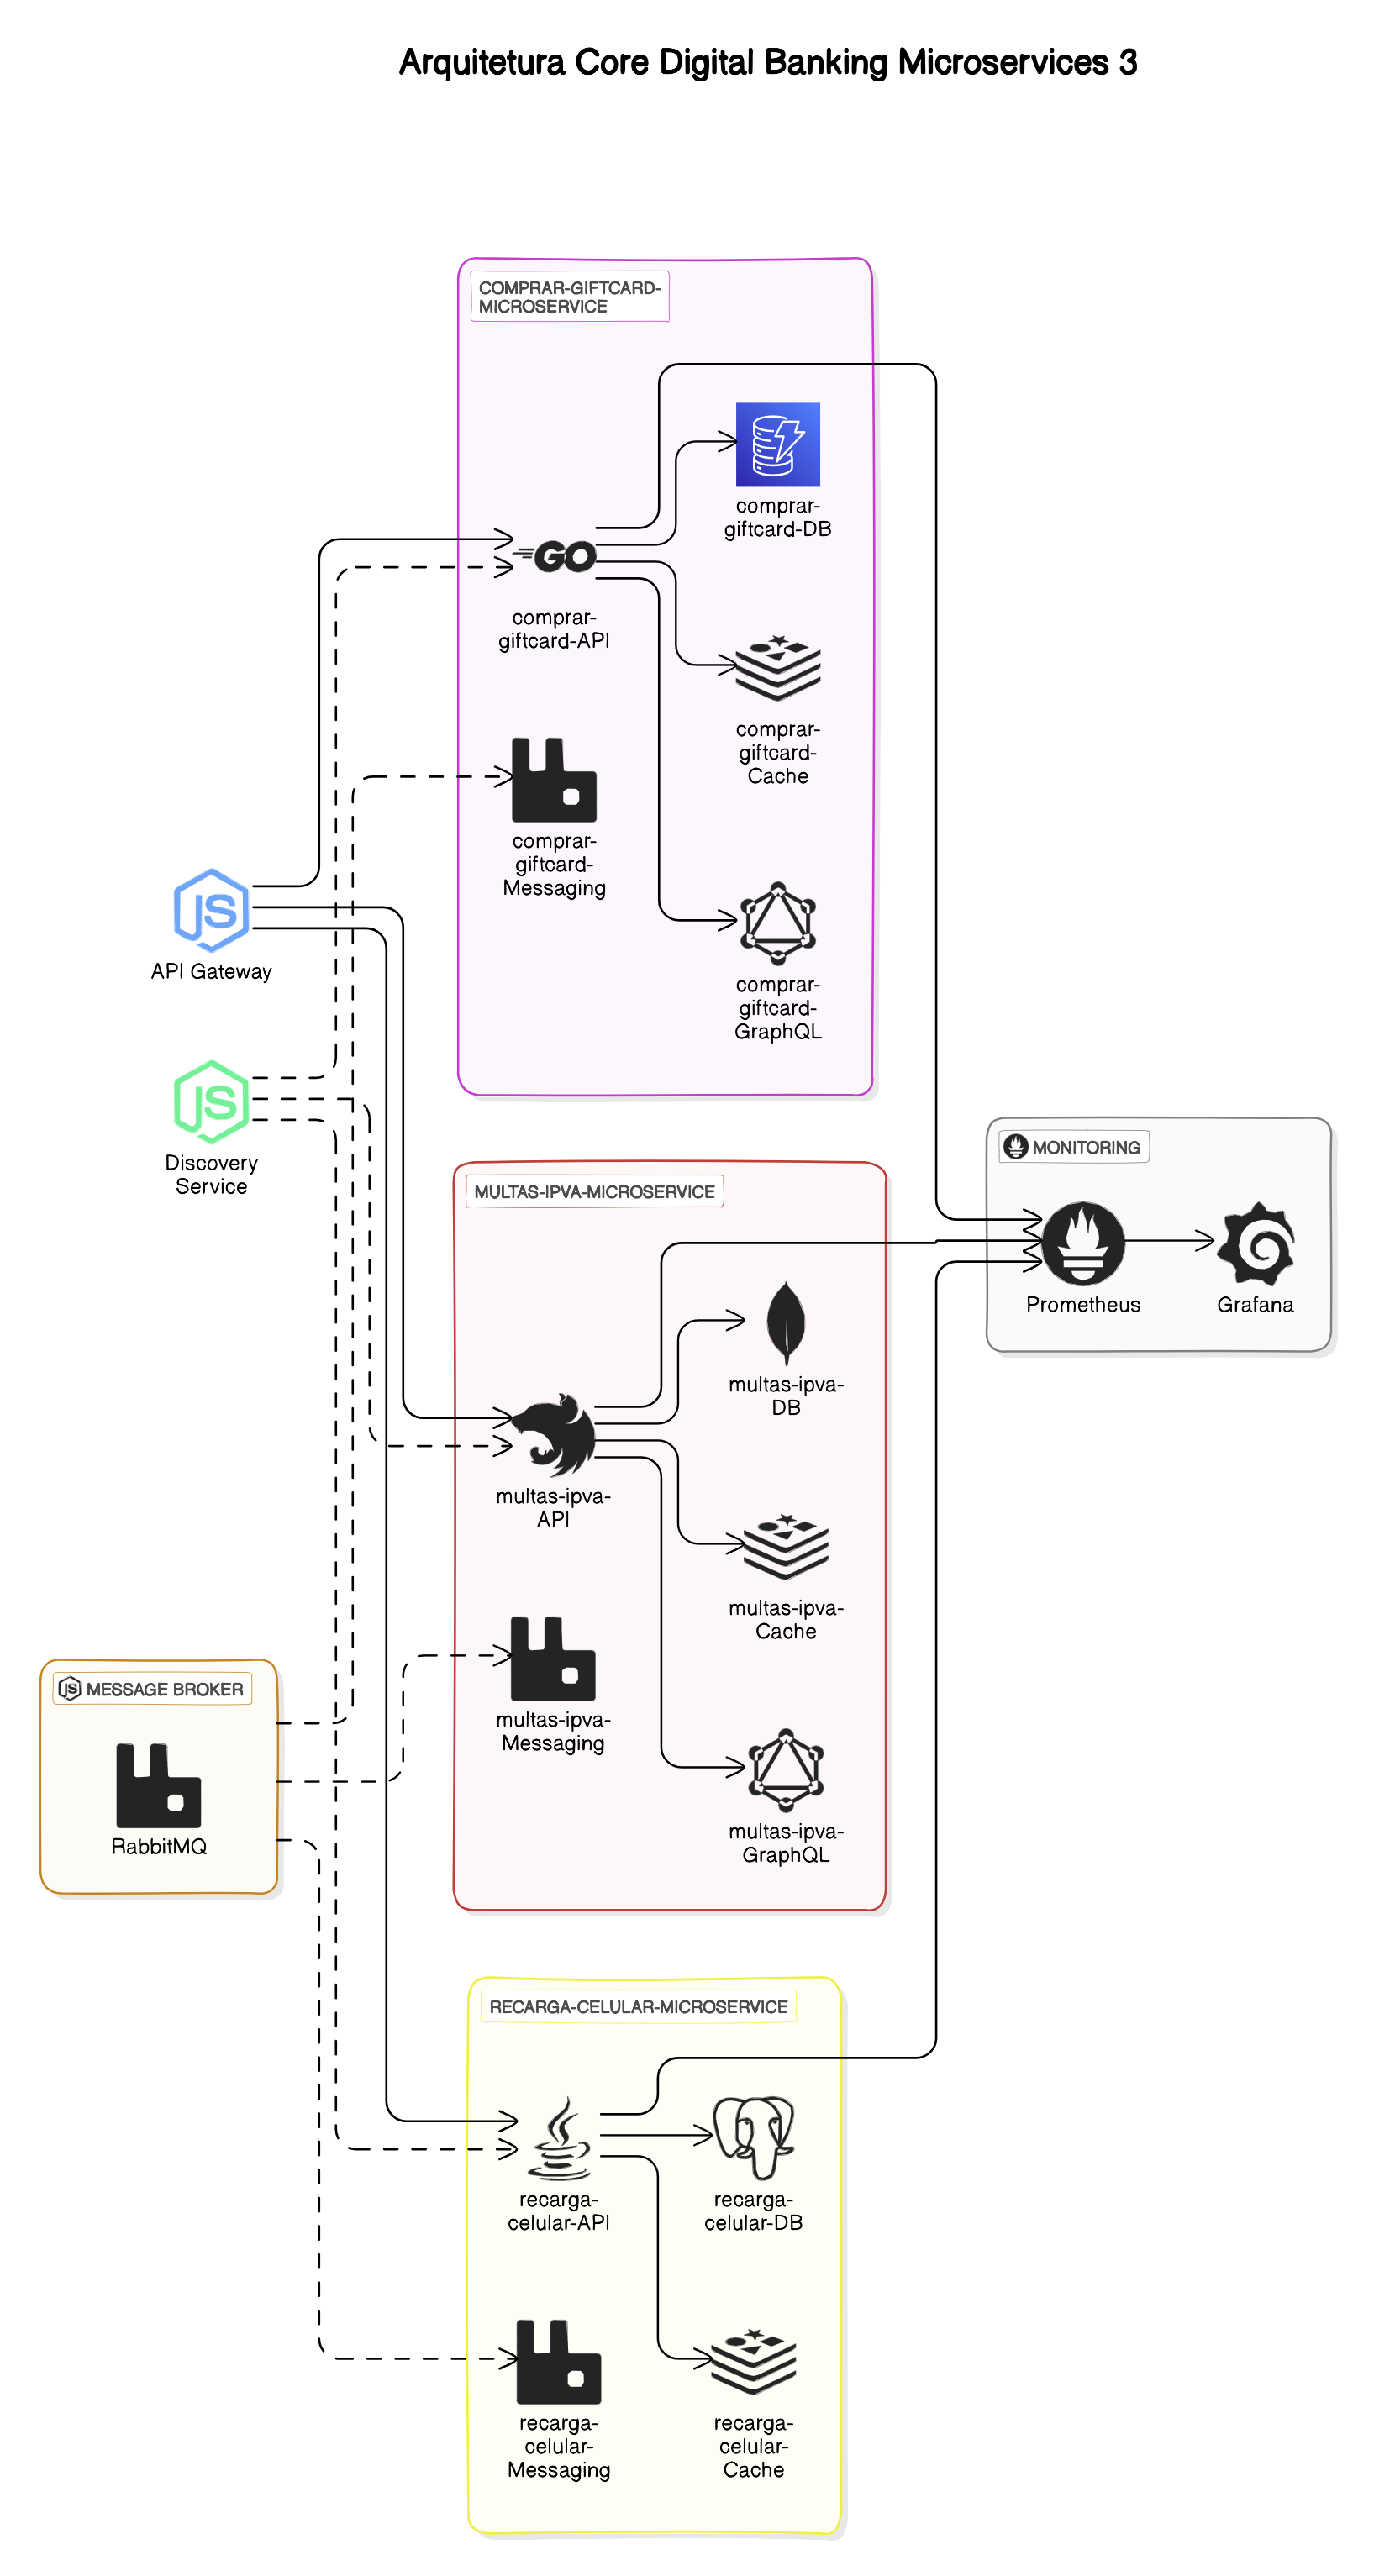 Arquitetura Core Digital Banking Microservices 3
COMPRAR-GIFTCARD-
MICROSERVICE
comprar-
giftcard-DB
GO
comprar-
giftcard-API
comprar-
giftcard-
Cache
comprar-
giftcard-
Messaging
JS
API Gateway
comprar-
giftcard-
GraphQL
JS
Discovery
Service
MONITORING
Prometheus
Grafana
MULTAS-IPVA-MICROSERVICE
multas-ipva-
DB
multas-ipva-
API
multas-ipva-
Cache
JS
MESSAGE BROKER
RabbitMQ
multas-ipva-
Messaging
multas-ipva-
GraphQL
RECARGA-CELULAR-MICROSERVICE
recarga-
celular-API
recarga-
celular-DB
recarga-
celular-
Messaging
recarga-
celular-
Cache